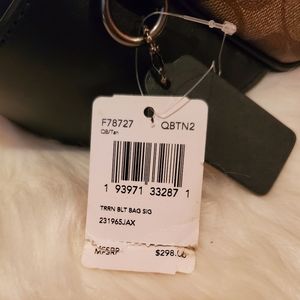 F78727 QBTN2
QB/Tan
1 93971 33287 1
TRRN BLT BAG SIG
231965JAX
MFSRP $298.00